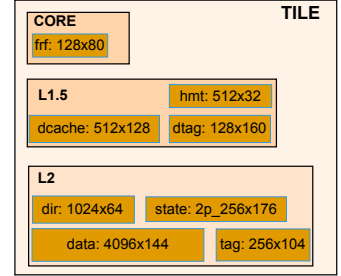 TILE
CORE
frf: 128x80
L1.5
hmt: 512x32
dcache: 512x128
dtag: 128x160
L2
dir: 1024x64
state: 2p_256x176
data: 4096x144
tag: 256x104